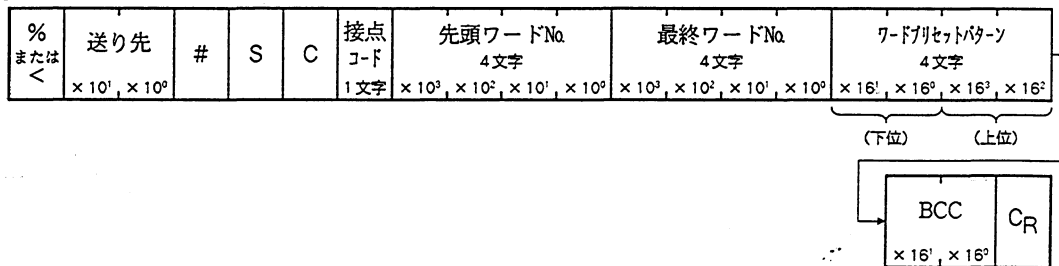 % または <
送り先
× 10¹ × 10⁰
#
S
C
接点 コード
1文字
先頭ワードNo.
4文字
× 10³ × 10² × 10¹ × 10⁰
最終ワードNo.
4文字
× 10³ × 10² × 10¹ × 10⁰
ワードプリセットパターン
4文字
× 16¹ × 16⁰ × 16³ × 16²
(下位) (上位)
BCC
× 16¹ × 16⁰
CR